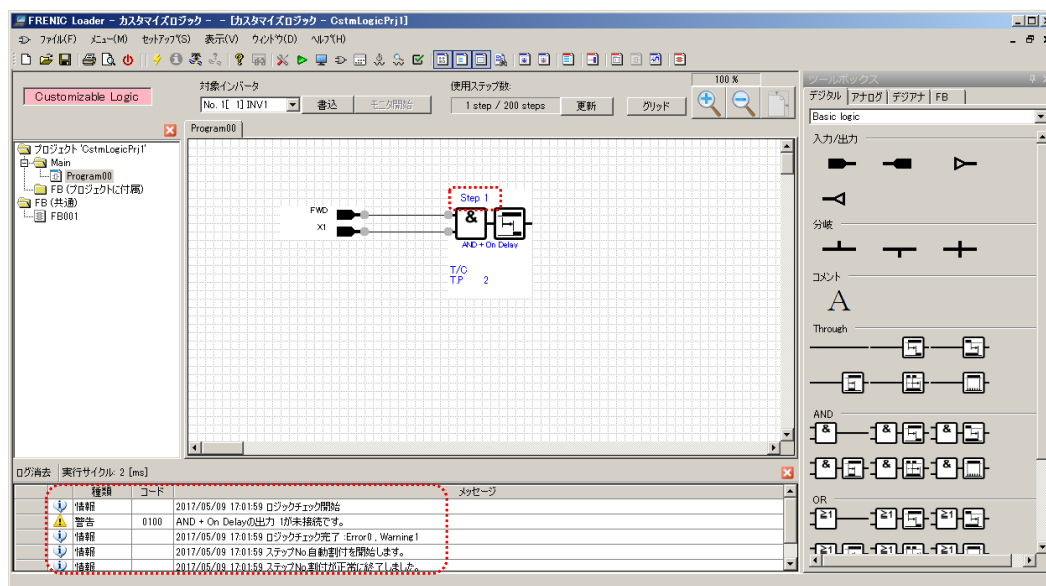 FRENIC Loader - カスタマイズロジック - - [カスタマイズロジック - CstmLogicPrj1]
ファイル(F) メニュー(M) セットアップ(S) 表示(V) ウィンドウ(D) ヘルプ(H)
Customizable Logic
対象インバータ
No. 1[ 1] INV1
書込
モニタ開始
使用ステップ数:
1 step / 200 steps
更新
グリッド
100 %
Program00
プロジェクト 'CstmLogicPrj1'
Main
Program00
FB (プロジェクトに付属)
FB (共通)
FB001
Step 1
FWD
X1
&
AND + On Delay
T/C
T.P 2
ツールボックス
デジタル アナログ デジアナ FB
Basic logic
入力/出力
分岐
コメント
A
Through
AND
& & &
& & &
OR
≧1 ≧1 ≧1
≧1 ≧1 ≧1
ログ消去 実行サイクル: 2 [ms]
種類 コード メッセージ
情報 2017/05/09 17:01:59 ロジックチェック開始
警告 0100 AND + On Delayの出力 1が未接続です。
情報 2017/05/09 17:01:59 ロジックチェック完了 :Error0 , Warning1
情報 2017/05/09 17:01:59 ステップNo.自動割付を開始します。
情報 2017/05/09 17:01:59 ステップNo.割付が正常に終了しました。